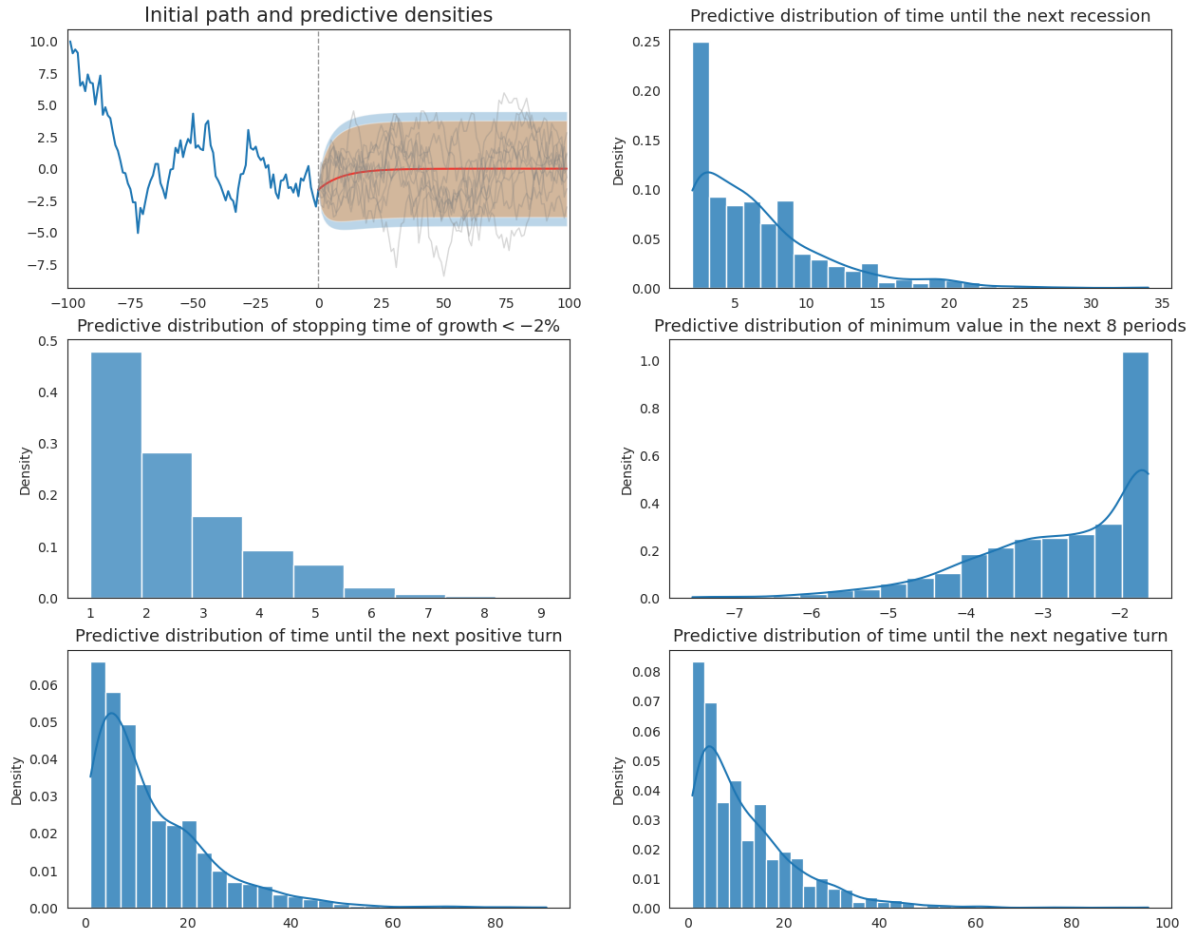 Initial path and predictive densities
10.0
7.5
5.0
2.5
0.0
−2.5
−5.0
−7.5
−100 −75 −50 −25 0 25 50 75 100
Predictive distribution of time until the next recession
Density
0.25
0.20
0.15
0.10
0.05
0.00
5 10 15 20 25 30 35
Predictive distribution of stopping time of growth < −2%
Density
0.5
0.4
0.3
0.2
0.1
0.0
1 2 3 4 5 6 7 8 9
Predictive distribution of minimum value in the next 8 periods
Density
1.0
0.8
0.6
0.4
0.2
0.0
−7 −6 −5 −4 −3 −2
Predictive distribution of time until the next positive turn
Density
0.06
0.05
0.04
0.03
0.02
0.01
0.00
0 20 40 60 80
Predictive distribution of time until the next negative turn
Density
0.08
0.07
0.06
0.05
0.04
0.03
0.02
0.01
0.00
0 20 40 60 80 100